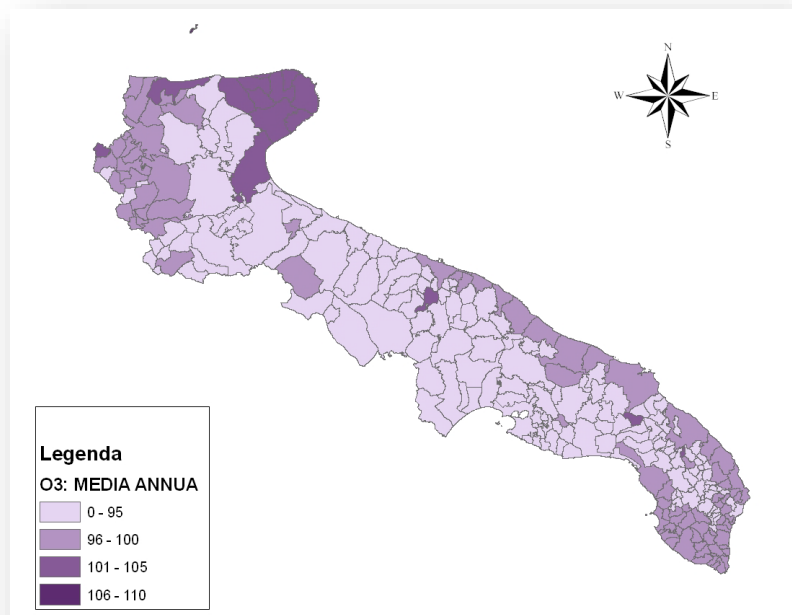 N
W E
S
Legenda
O3: MEDIA ANNUA
0 - 95
96 - 100
101 - 105
106 - 110